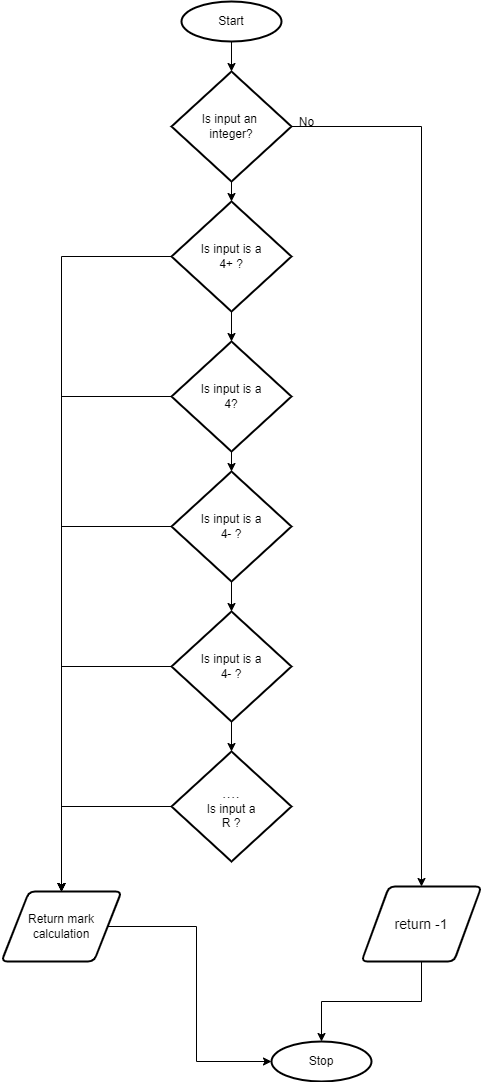 Start
Is input an
integer?
No
Is input is a
4+ ?
Is input is a
4?
Is input is a
4- ?
Is input is a
4- ?
....
Is input a
R ?
Return mark
calculation
return -1
Stop